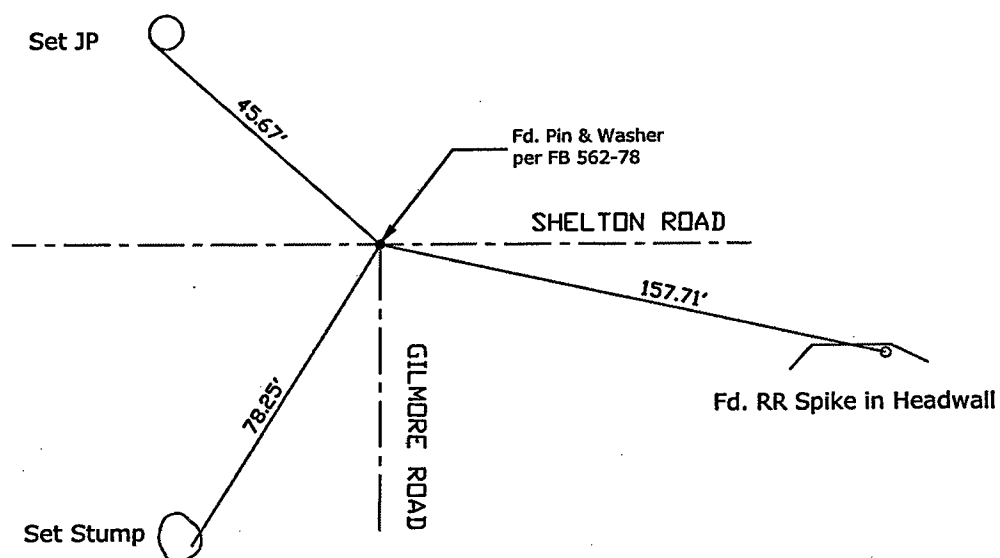 Set JP
45.67'
Fd. Pin & Washer
per FB 562-78
SHELTON ROAD
157.71'
GILMORE ROAD
78.25'
Fd. RR Spike in Headwall
Set Stump